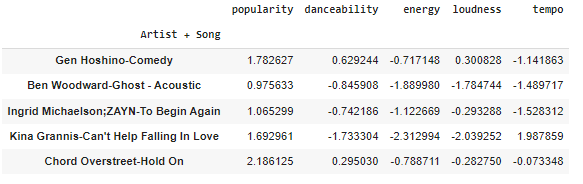 popularity danceability energy loudness tempo
Artist + Song
Gen Hoshino-Comedy 1.782627 0.629244 -0.717148 0.300828 -1.141863
Ben Woodward-Ghost - Acoustic 0.975633 -0.845908 -1.889980 -1.784744 -1.489717
Ingrid Michaelson;ZAYN-To Begin Again 1.065299 -0.742186 -1.122669 -0.293288 -1.528312
Kina Grannis-Can't Help Falling In Love 1.692961 -1.733304 -2.312994 -2.039252 1.987859
Chord Overstreet-Hold On 2.186125 0.295030 -0.788711 -0.282750 -0.073348